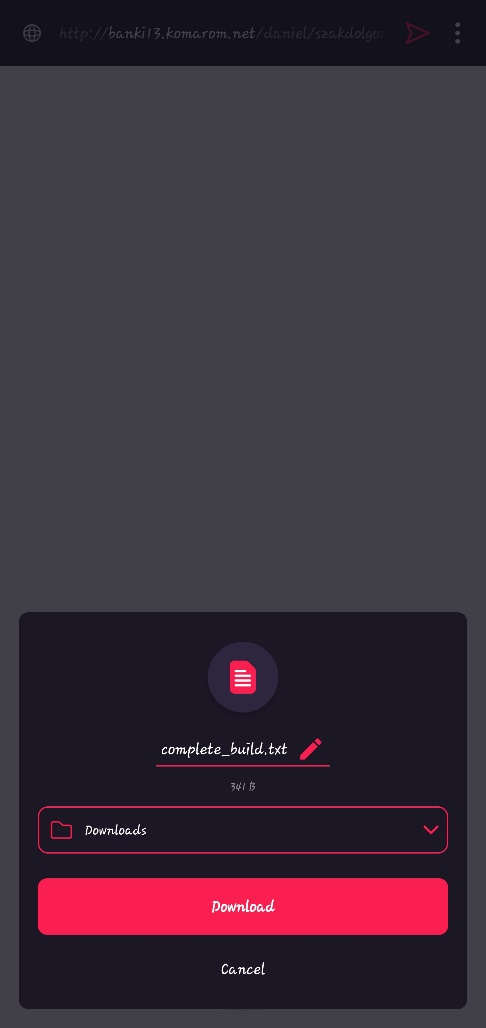 http://banki13.komarom.net/daniel/szakdolgo
complete_build.txt
341 B
Downloads
Download
Cancel